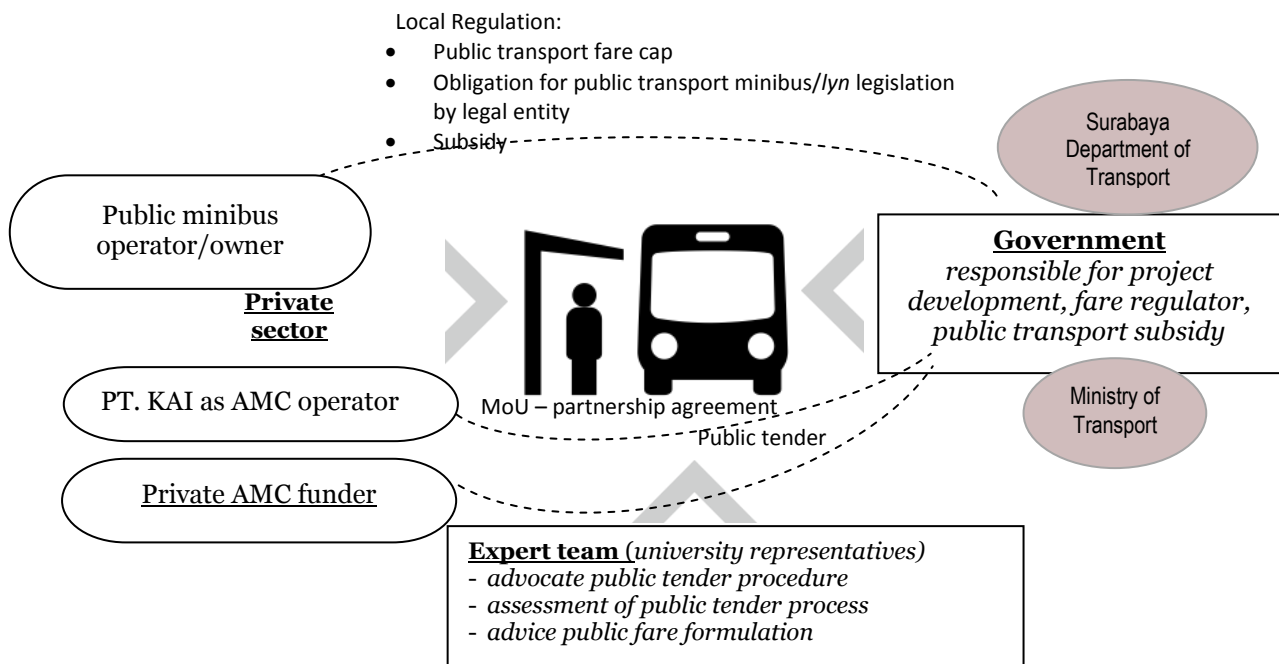 Local Regulation:
• Public transport fare cap
• Obligation for public transport minibus/lyn legislation
by legal entity
• Subsidy
Surabaya
Department of
Transport
Public minibus
operator/owner
Private
sector
Government
responsible for project
development, fare regulator,
public transport subsidy
PT. KAI as AMC operator
MoU – partnership agreement
Public tender
Ministry of
Transport
Private AMC funder
Expert team (university representatives)
- advocate public tender procedure
- assessment of public tender process
- advice public fare formulation